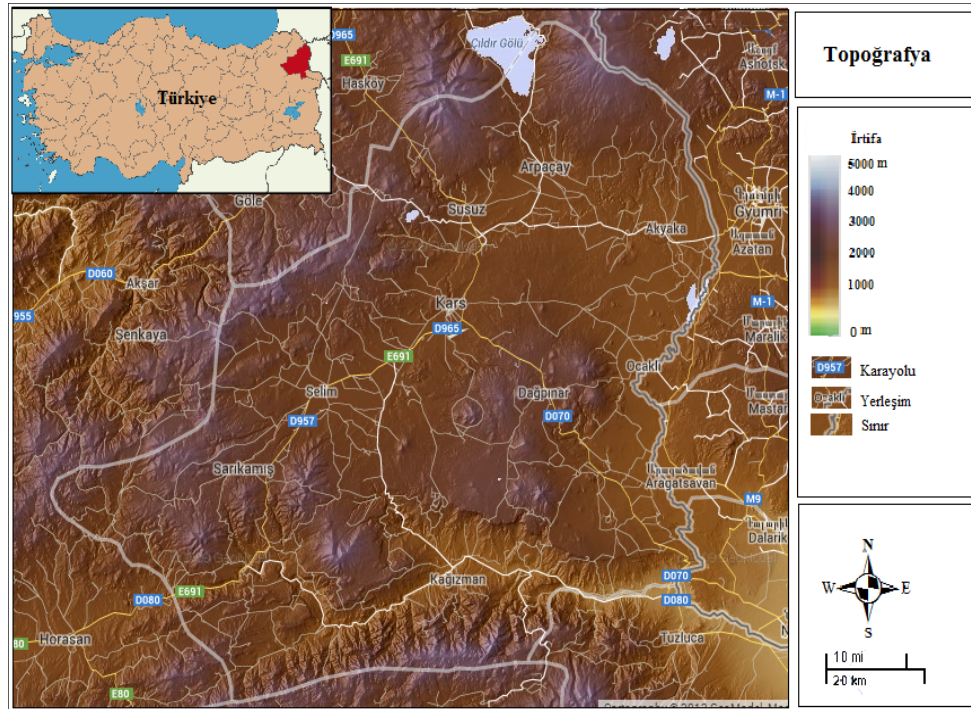 Türkiye
D965
E691
Hasköy
Çıldır Gölü
Ashotsk
M-1
Göle
Susuz
Arpaçay
Akyaka
Գյումրի
Gyumri
Ազատան
Azatan
D060
Akşar
955
Şenkaya
Kars
D965
E691
M-1
Maralik
Ocaklı
Selim
Dağpınar
D070
D957
Mastar
Sarıkamış
Aragatsavan
M9
Dalarik
Kağızman
D070
D080
E691
D080
Horasan
80
Tuzluca
N
E80
Topoğrafya
İrtifa
5000 m
4000
3000
2000
1000
0 m
D957 Karayolu
Ocaklı Yerleşim
Sınır
N
W E
S
10 mi
20 km